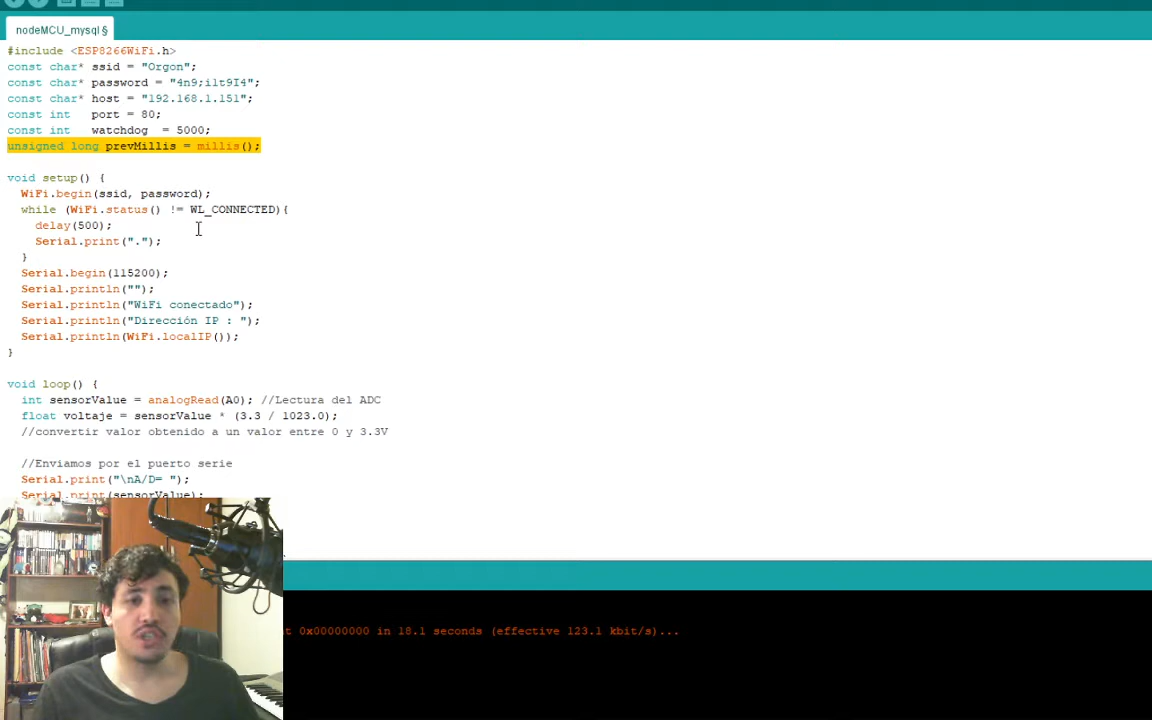 nodeMCU_mysql §
#include <ESP8266WiFi.h>
const char* ssid = "Orgon";
const char* password = "4n9;i1t9I4";
const char* host = "192.168.1.151";
const int   port = 80;
const int   watchdog  = 5000;
unsigned long prevMillis = millis();
void setup() {
WiFi.begin(ssid, password);
while (WiFi.status() != WL_CONNECTED){
delay(500);
Serial.print(".");
}
Serial.begin(115200);
Serial.println("");
Serial.println("WiFi conectado");
Serial.println("Dirección IP : ");
Serial.println(WiFi.localIP());
}
void loop() {
int sensorValue = analogRead(A0); //Lectura del ADC
float voltaje = sensorValue * (3.3 / 1023.0);
//convertir valor obtenido a un valor entre 0 y 3.3V
//Enviamos por el puerto serie
Serial.print("\nA/D= ");
Serial.print(sensorValue);
t 0x00000000 in 18.1 seconds (effective 123.1 kbit/s)...